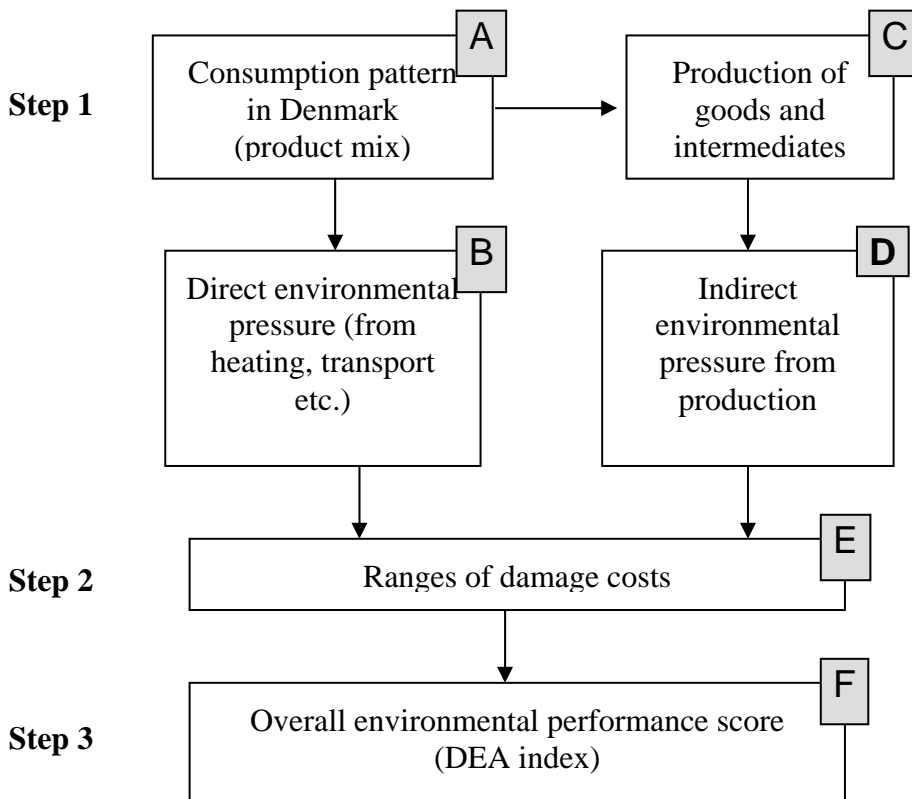 Step 1
A
Consumption pattern
in Denmark
(product mix)
C
Production of
goods and
intermediates
B
Direct environmental
pressure (from
heating, transport
etc.)
D
Indirect
environmental
pressure from
production
Step 2
E
Ranges of damage costs
Step 3
F
Overall environmental performance score
(DEA index)